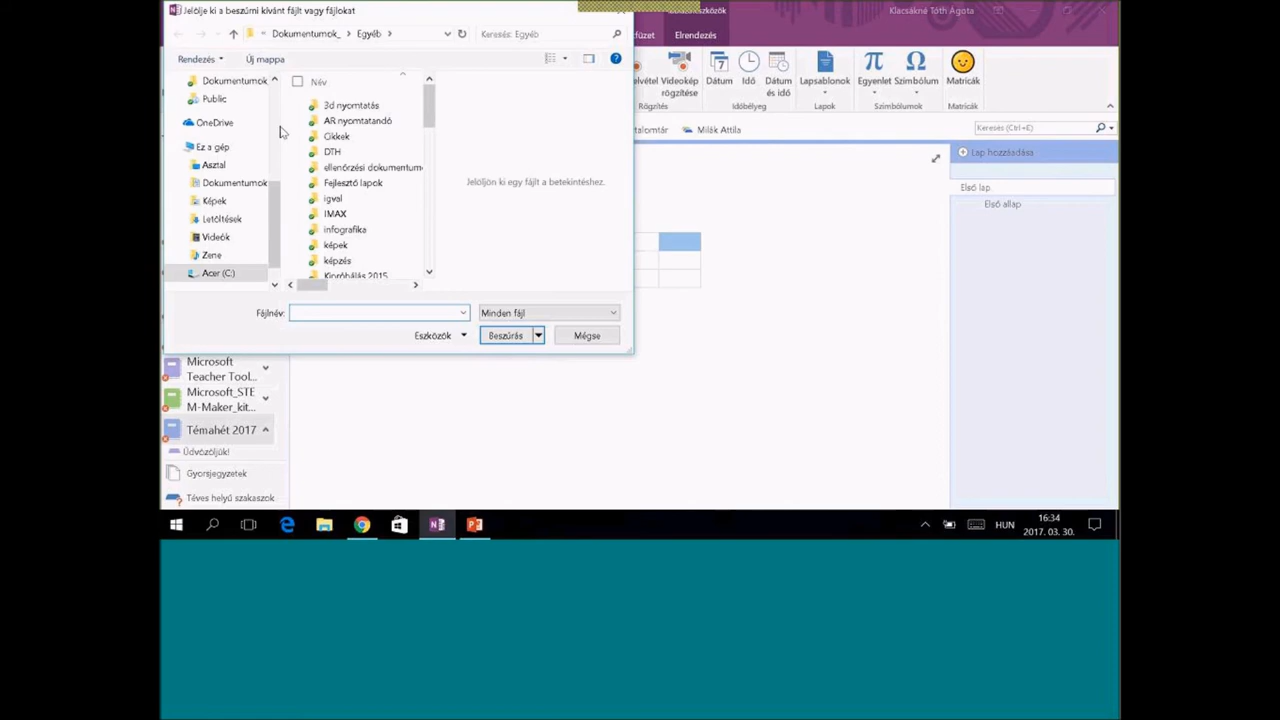 Jelölje ki a beszúrni kívánt fájlt vagy fájlokat
Klacsákné Tóth Ágota
« Dokumentumok_ > Egyéb >
Keresés: Egyéb
Elrendezés
Rendezés
Új mappa
Név
Dokumentumok
Public
OneDrive
Ez a gép
Asztal
Dokumentumok
Képek
Letöltések
Videók
Zene
Acer (C:)
3d nyomtatás
AR nyomtatandó
Cikkek
DTH
ellenőrzési dokumentum
Fejlesztő lapok
igval
IMAX
infografika
képek
képzés
Kipróbálás 2015
Jelöljön ki egy fájlt a betekintéshez.
Fájlnév:
Minden fájl
Eszközök
Beszúrás
Mégse
Videokép rögzítése
Rögzítés
Dátum
Idő
Dátum és idő
Időbélyeg
Lapsablonok
Lapok
Egyenlet
Szimbólum
Szimbólumok
Matricák
Matricák
Milák Attila
Keresés (Ctrl+E)
Lap hozzáadása
Első lap
Első allap
Microsoft
Teacher Tool...
Microsoft_STE
M-Maker_kit...
Témahét 2017
Üdvözöljük!
Gyorsjegyzetek
Téves helyű szakaszok
HUN
16:34
2017. 03. 30.